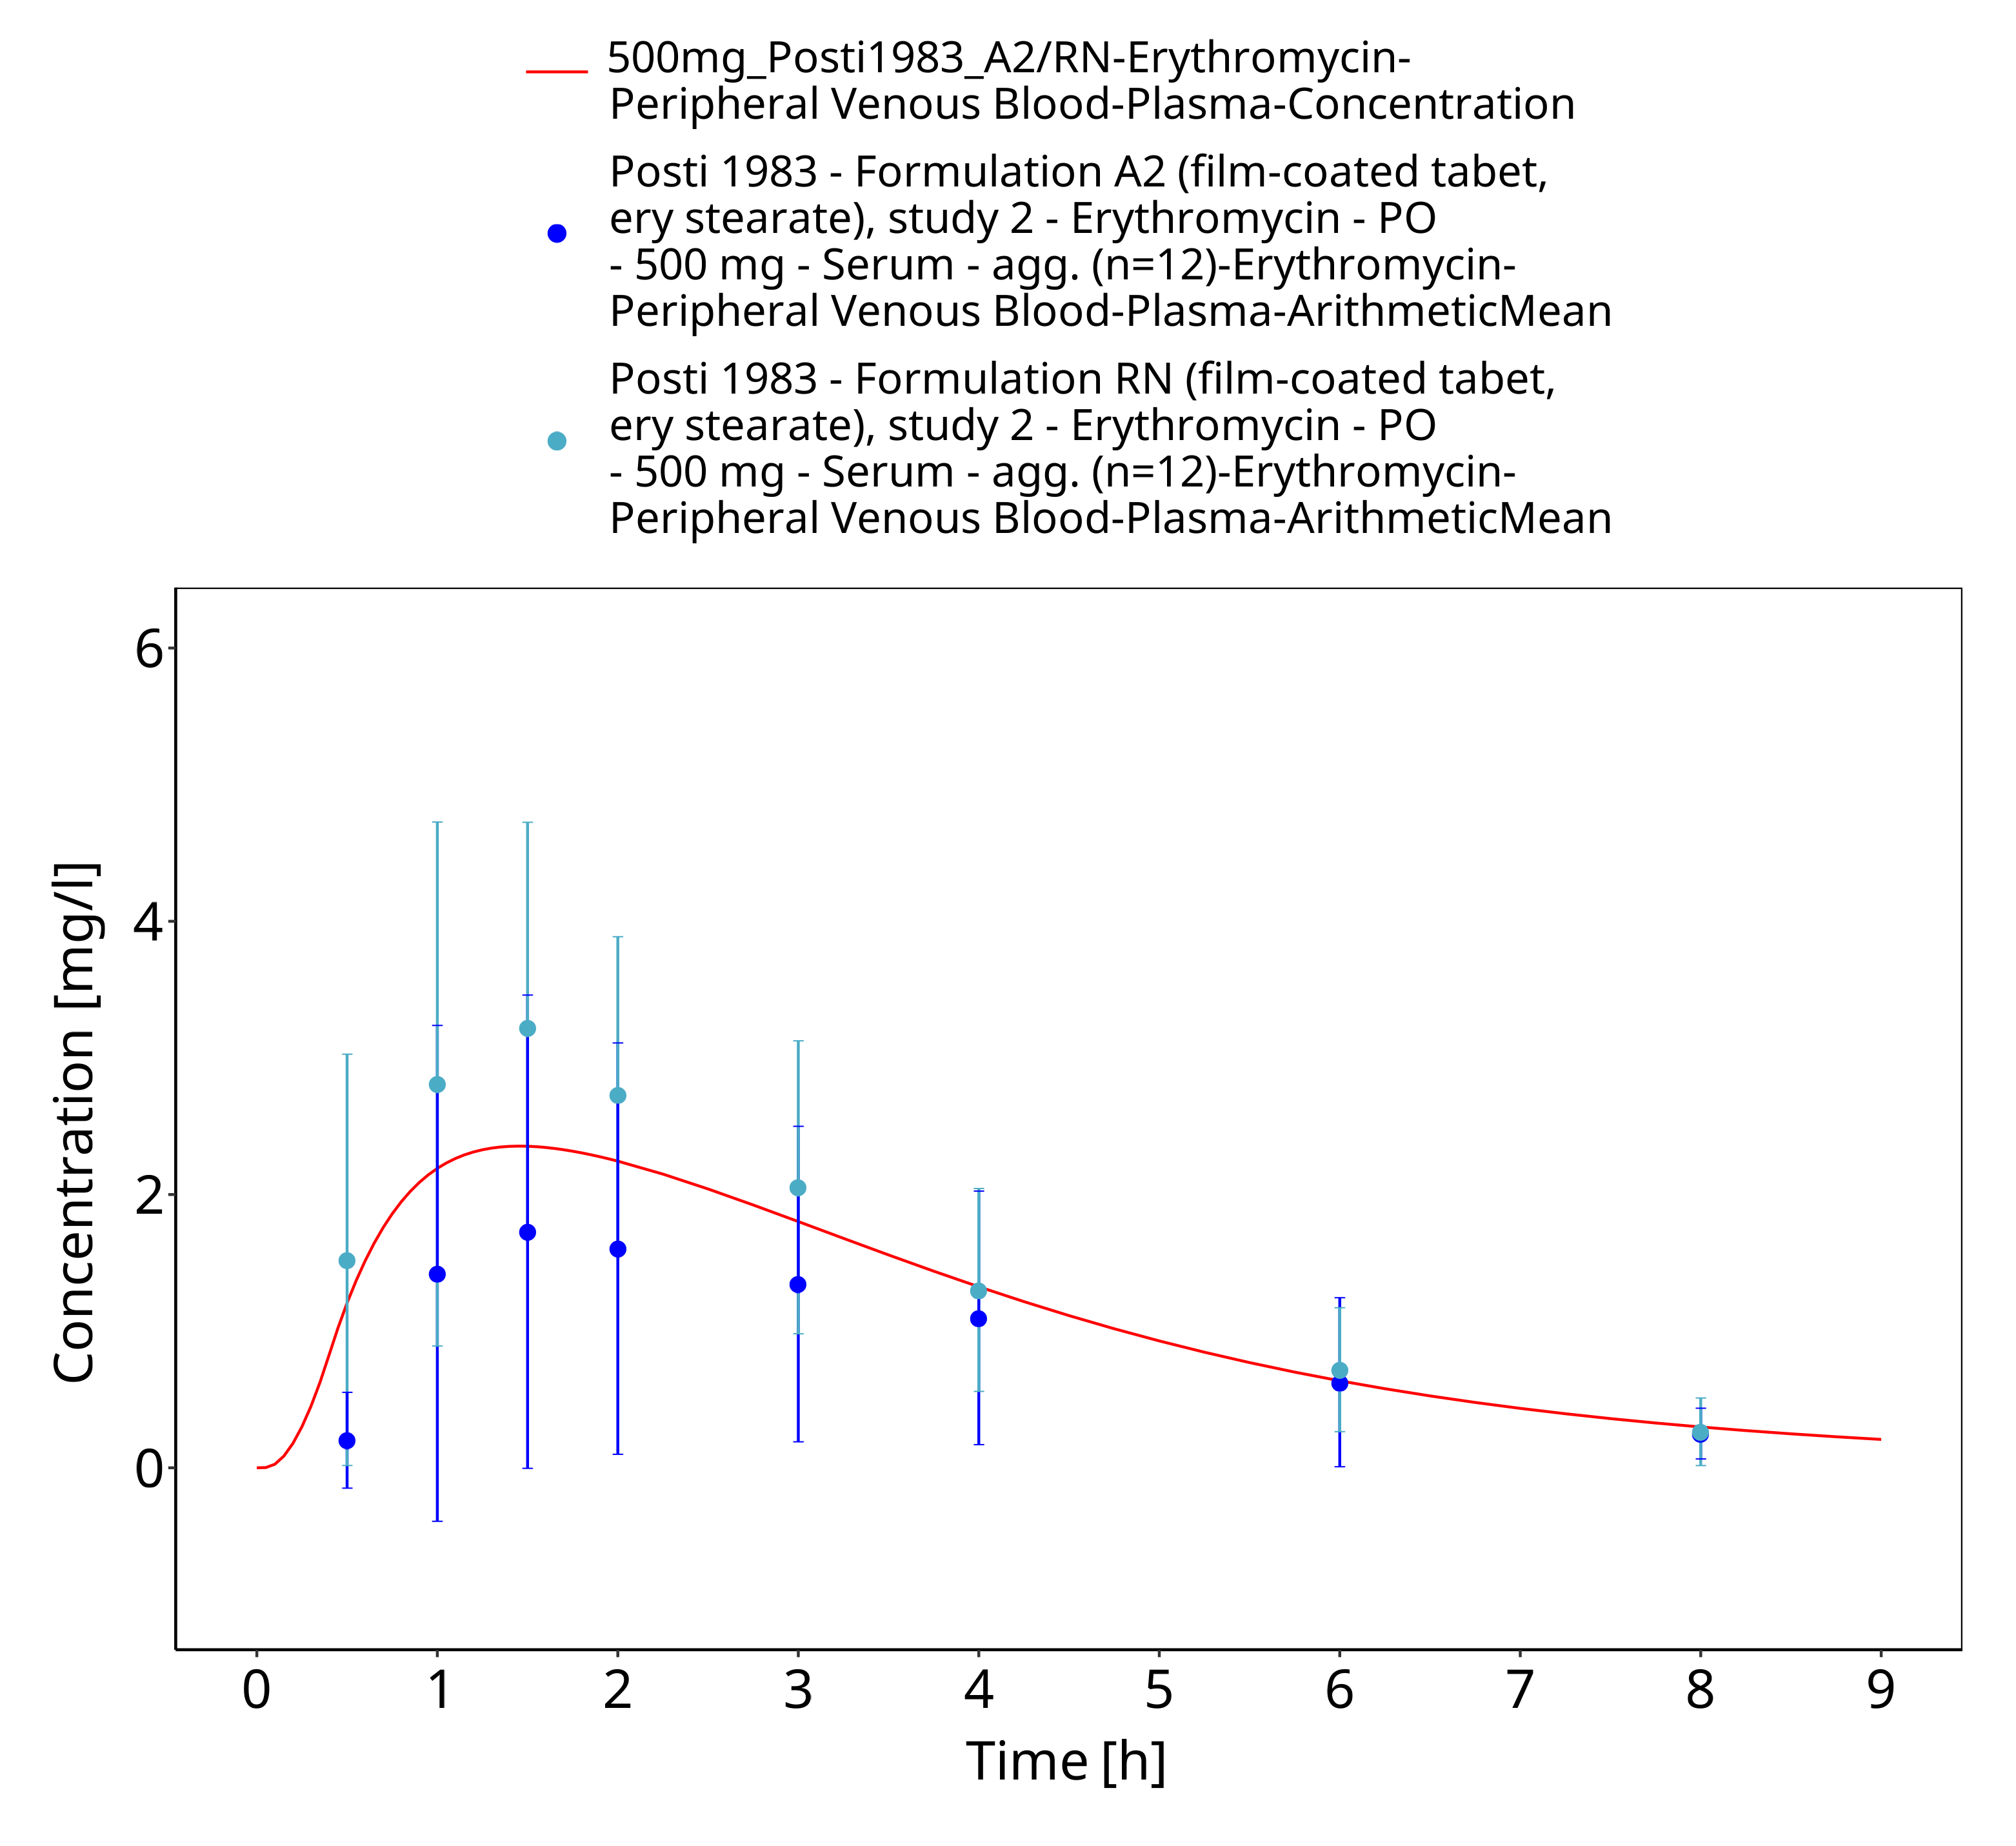 500mg_Posti1983_A2/RN-Erythromycin-
Peripheral Venous Blood-Plasma-Concentration
Posti 1983 - Formulation A2 (film-coated tabet,
ery stearate), study 2 - Erythromycin - PO
- 500 mg - Serum - agg. (n=12)-Erythromycin-
Peripheral Venous Blood-Plasma-ArithmeticMean
Posti 1983 - Formulation RN (film-coated tabet,
ery stearate), study 2 - Erythromycin - PO
- 500 mg - Serum - agg. (n=12)-Erythromycin-
Peripheral Venous Blood-Plasma-ArithmeticMean
6
4
2
0
Concentration [mg/l]
0 1 2 3 4 5 6 7 8 9
Time [h]